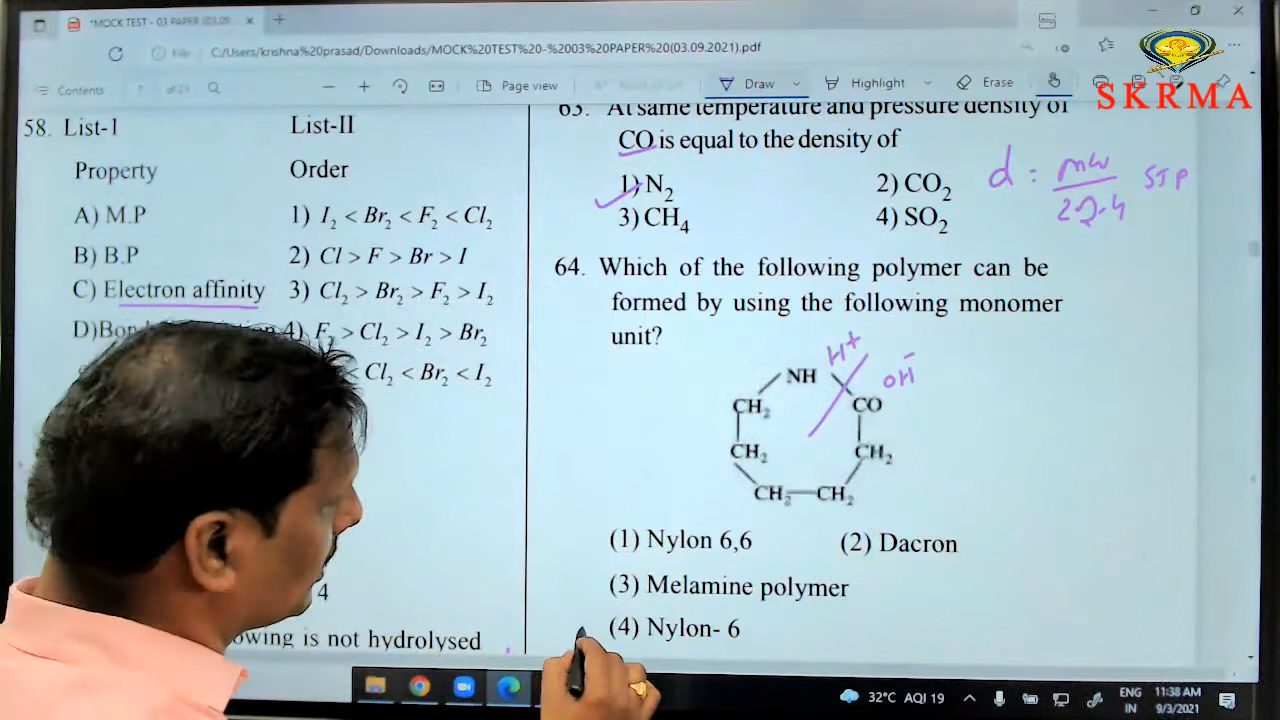 *MOCK TEST - 03 PAPER (03.09
C:/Users/krishna%20prasad/Downloads/MOCK%20TEST%20-%2003%20PAPER%20(03.09.2021).pdf
Contents
of 21
Page view
Draw
Highlight
Erase
SKRMA
58. List-I List-II
Property Order
A) M.P 1) I₂ < Br₂ < F₂ < Cl₂
B) B.P 2) Cl > F > Br > I
C) Electron affinity 3) Cl₂ > Br₂ > F₂ > I₂
4) F₂ > Cl₂ > I₂ > Br₂
< Cl₂ < Br₂ < I₂
4
owing is not hydrolysed
63. At same temperature and pressure density of
CO is equal to the density of
1) N₂ 2) CO₂
3) CH₄ 4) SO₂
d = mw / 22.4 STP
64. Which of the following polymer can be
formed by using the following monomer
unit?
H+
OH-
NH
CH₂ CO
CH₂ CH₂
CH₂ CH₂
(1) Nylon 6,6 (2) Dacron
(3) Melamine polymer
(4) Nylon- 6
32°C AQI 19
ENG
IN
11:38 AM
9/3/2021